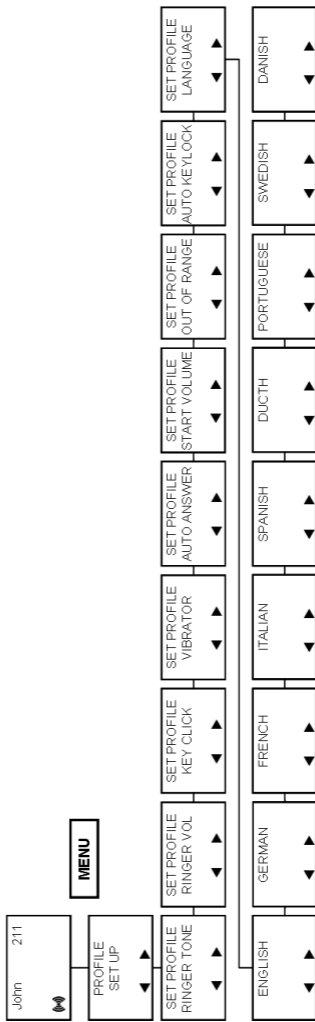 John 211
MENU
PROFILE
SET UP
SET PROFILE
RINGER TONE
SET PROFILE
RINGER VOL
SET PROFILE
KEY CLICK
SET PROFILE
VIBRATOR
SET PROFILE
AUTO ANSWER
SET PROFILE
START VOLUME
SET PROFILE
OUT OF RANGE
SET PROFILE
AUTO KEYLOCK
SET PROFILE
LANGUAGE
ENGLISH
GERMAN
FRENCH
ITALIAN
SPANISH
DUCTH
PORTUGUESE
SWEDISH
DANISH